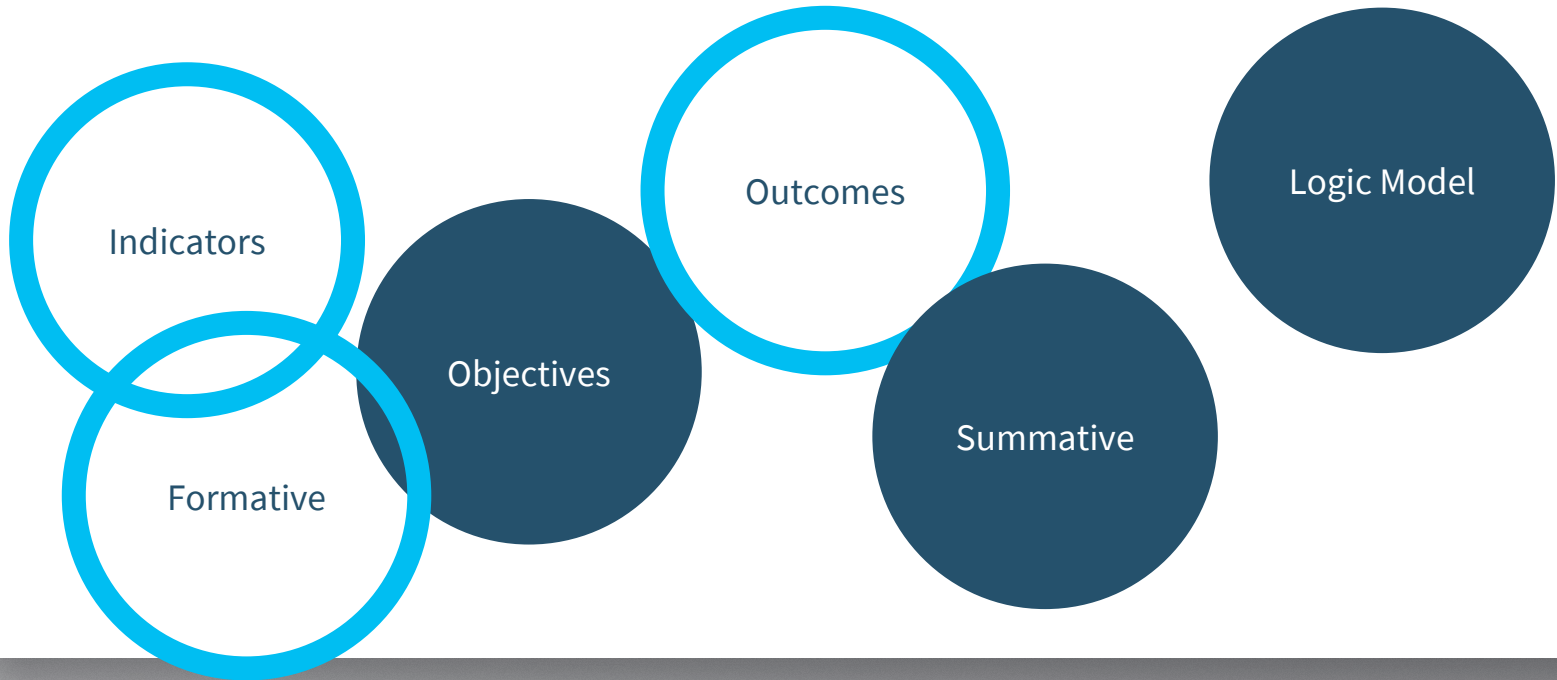 Indicators
Formative
Objectives
Outcomes
Summative
Logic Model